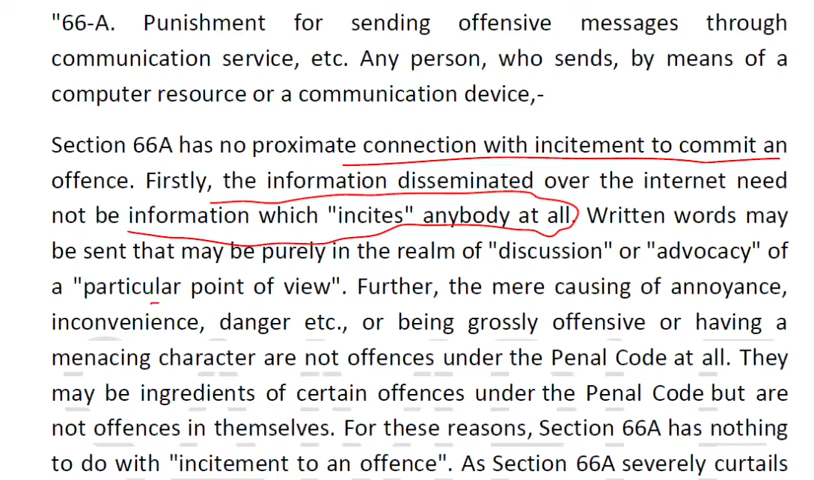 "66-A. Punishment for sending offensive messages through
communication service, etc. Any person, who sends, by means of a
computer resource or a communication device,-
Section 66A has no proximate connection with incitement to commit an
offence. Firstly, the information disseminated over the internet need
not be information which "incites" anybody at all. Written words may
be sent that may be purely in the realm of "discussion" or "advocacy" of
a "particular point of view". Further, the mere causing of annoyance,
inconvenience, danger etc., or being grossly offensive or having a
menacing character are not offences under the Penal Code at all. They
may be ingredients of certain offences under the Penal Code but are
not offences in themselves. For these reasons, Section 66A has nothing
to do with "incitement to an offence". As Section 66A severely curtails